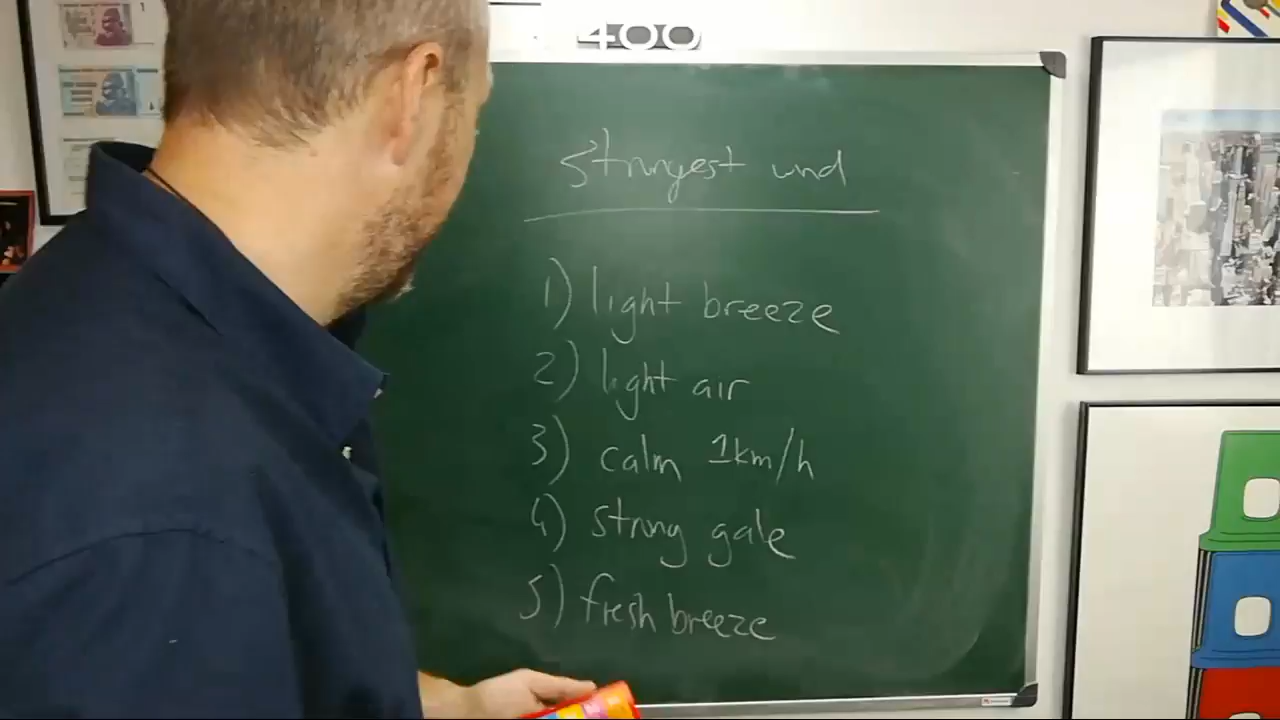 400
Strongest wind
1) light breeze
2) light air
3) calm 1km/h
4) strong gale
5) fresh breeze